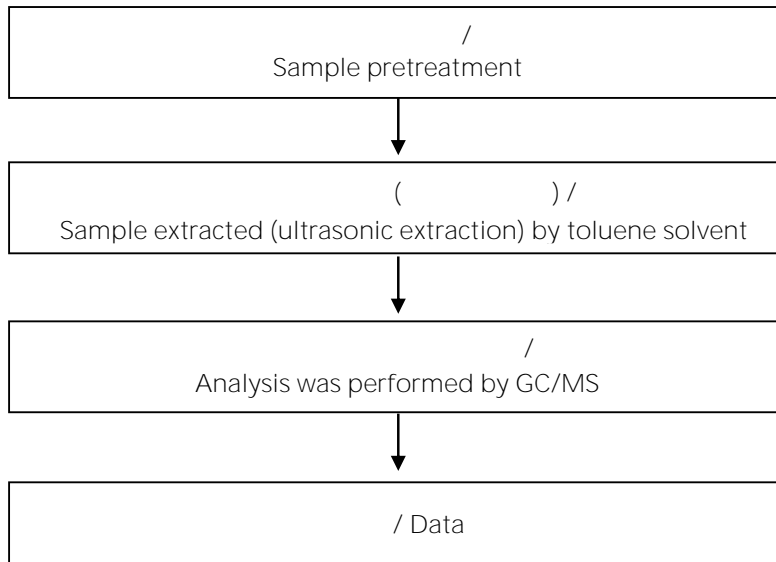 /
Sample pretreatment
( ) /
Sample extracted (ultrasonic extraction) by toluene solvent
/
Analysis was performed by GC/MS
/ Data